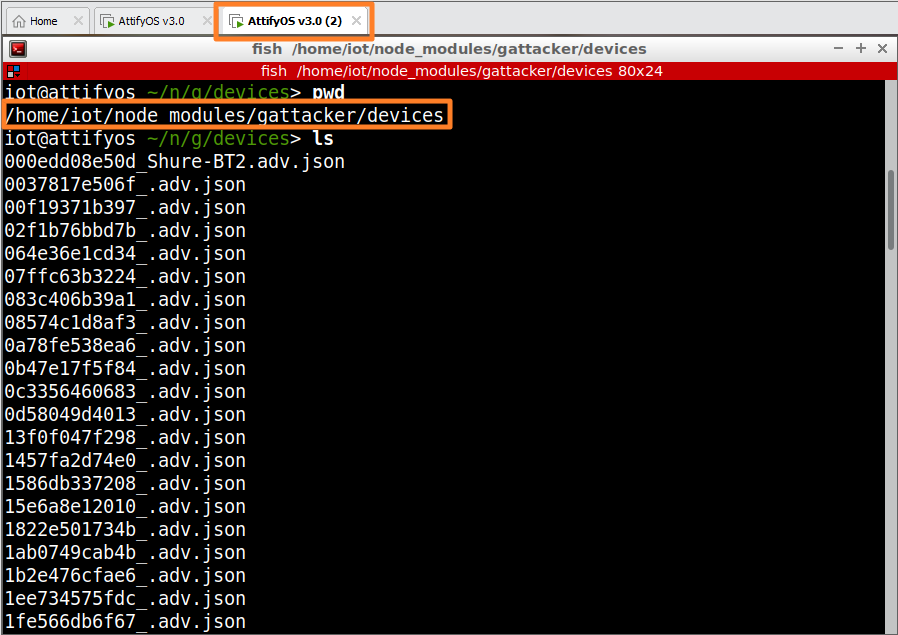 Home
AttifyOS v3.0
AttifyOS v3.0 (2)
fish /home/iot/node_modules/gattacker/devices
fish /home/iot/node_modules/gattacker/devices 80x24
iot@attifyos ~/n/g/devices> pwd
/home/iot/node_modules/gattacker/devices
iot@attifyos ~/n/g/devices> ls
000edd08e50d_Shure-BT2.adv.json
0037817e506f_.adv.json
00f19371b397_.adv.json
02f1b76bbd7b_.adv.json
064e36e1cd34_.adv.json
07ffc63b3224_.adv.json
083c406b39a1_.adv.json
08574c1d8af3_.adv.json
0a78fe538ea6_.adv.json
0b47e17f5f84_.adv.json
0c3356460683_.adv.json
0d58049d4013_.adv.json
13f0f047f298_.adv.json
1457fa2d74e0_.adv.json
1586db337208_.adv.json
15e6a8e12010_.adv.json
1822e501734b_.adv.json
1ab0749cab4b_.adv.json
1b2e476cfae6_.adv.json
1ee734575fdc_.adv.json
1fe566db6f67_.adv.json